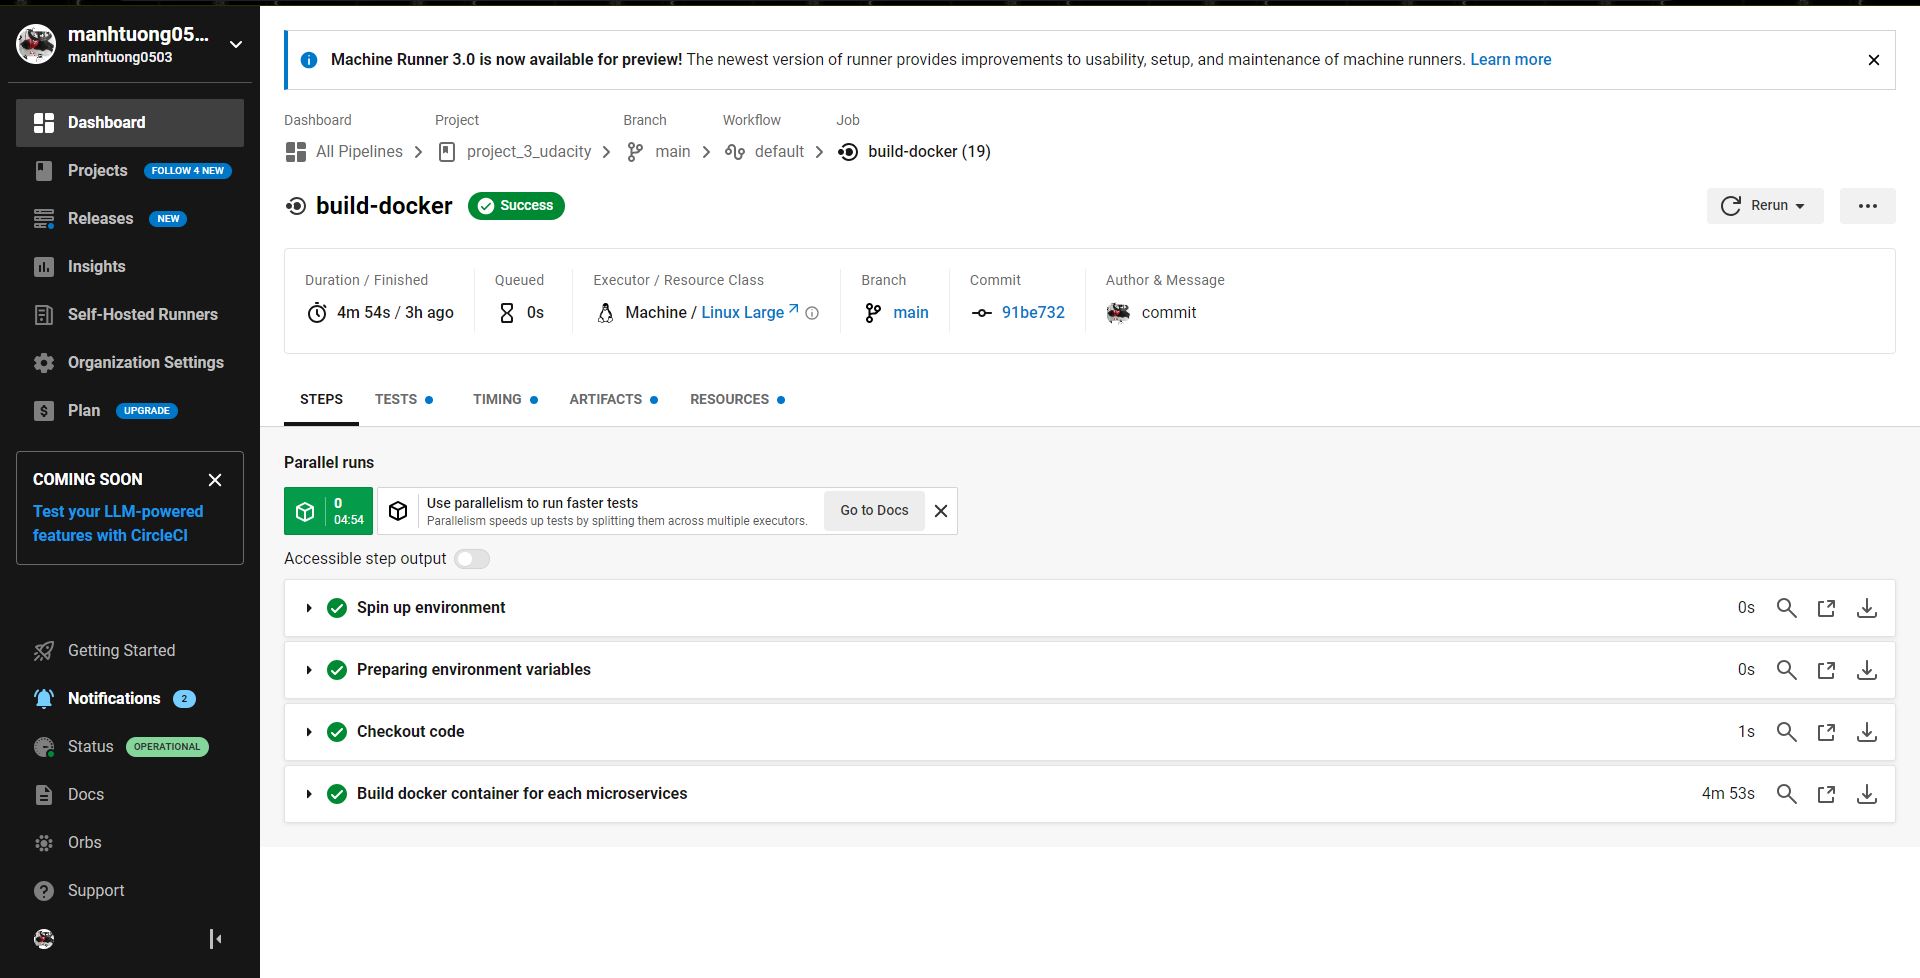 manhtuong05...
manhtuong0503
Dashboard
Projects FOLLOW 4 NEW
Releases NEW
Insights
Self-Hosted Runners
Organization Settings
Plan UPGRADE
COMING SOON
Test your LLM-powered
features with CircleCI
Getting Started
Notifications 2
Status OPERATIONAL
Docs
Orbs
Support
Machine Runner 3.0 is now available for preview! The newest version of runner provides improvements to usability, setup, and maintenance of machine runners. Learn more
Dashboard Project Branch Workflow Job
All Pipelines project_3_udacity main default build-docker (19)
build-docker Success Rerun
Duration / Finished Queued Executor / Resource Class Branch Commit Author & Message
4m 54s / 3h ago 0s Machine / Linux Large main 91be732 commit
STEPS TESTS TIMING ARTIFACTS RESOURCES
Parallel runs
0
04:54
Use parallelism to run faster tests
Parallelism speeds up tests by splitting them across multiple executors.
Go to Docs
Accessible step output
Spin up environment 0s
Preparing environment variables 0s
Checkout code 1s
Build docker container for each microservices 4m 53s